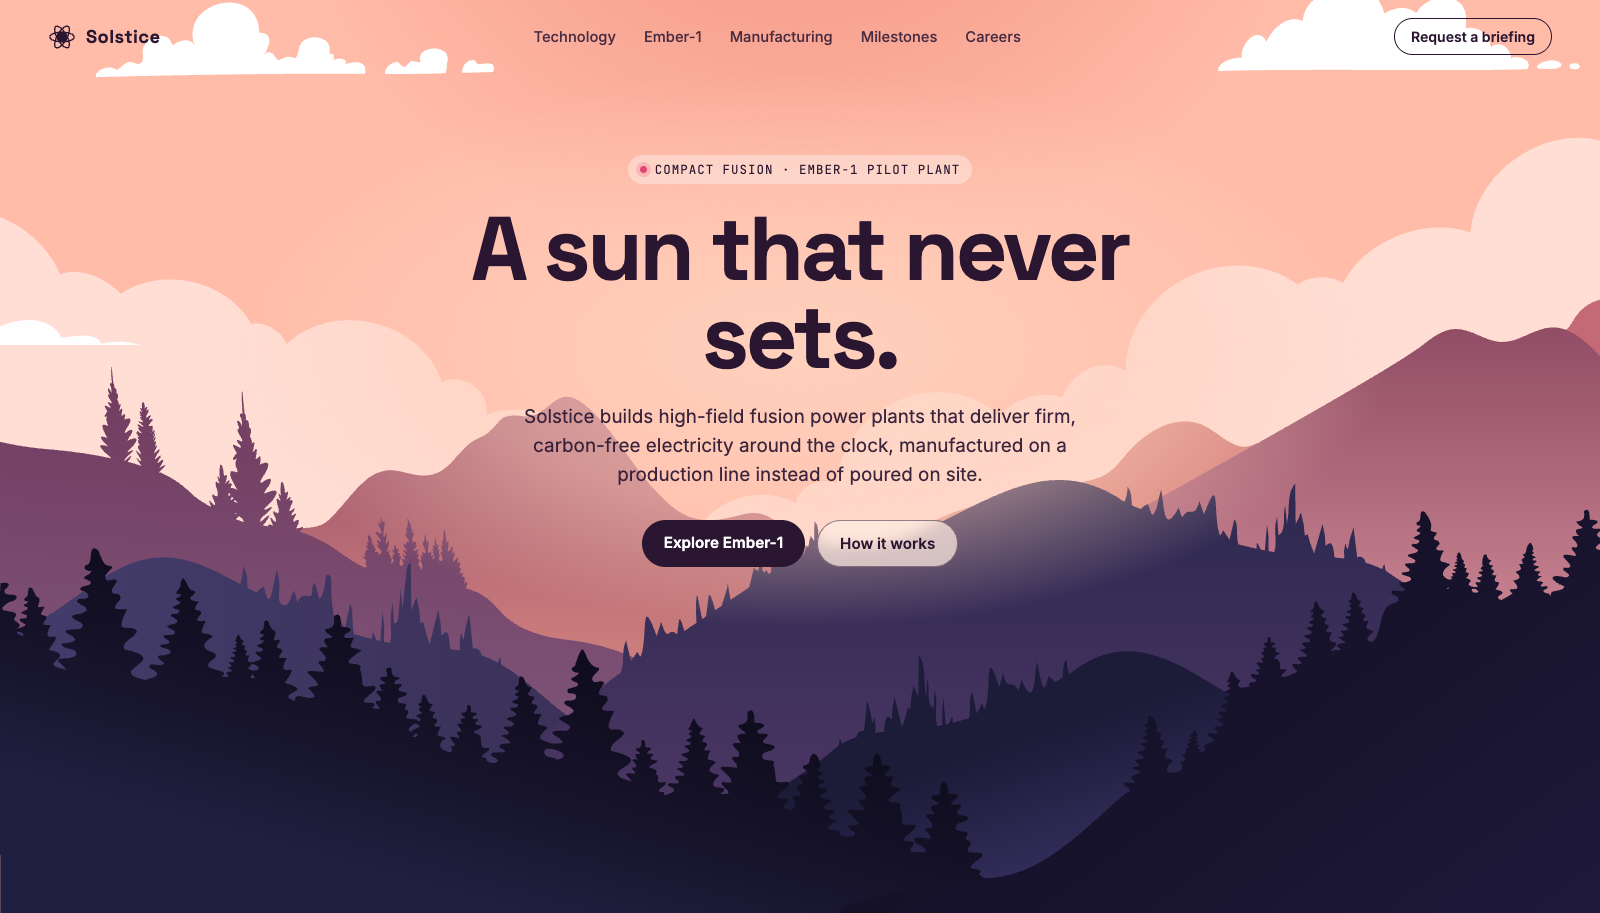 Solstice
Technology
Ember-1
Manufacturing
Milestones
Careers
Request a briefing
COMPACT FUSION · EMBER-1 PILOT PLANT
A sun that never
sets.
Solstice builds high-field fusion power plants that deliver firm,
carbon-free electricity around the clock, manufactured on a
production line instead of poured on site.
Explore Ember-1
How it works